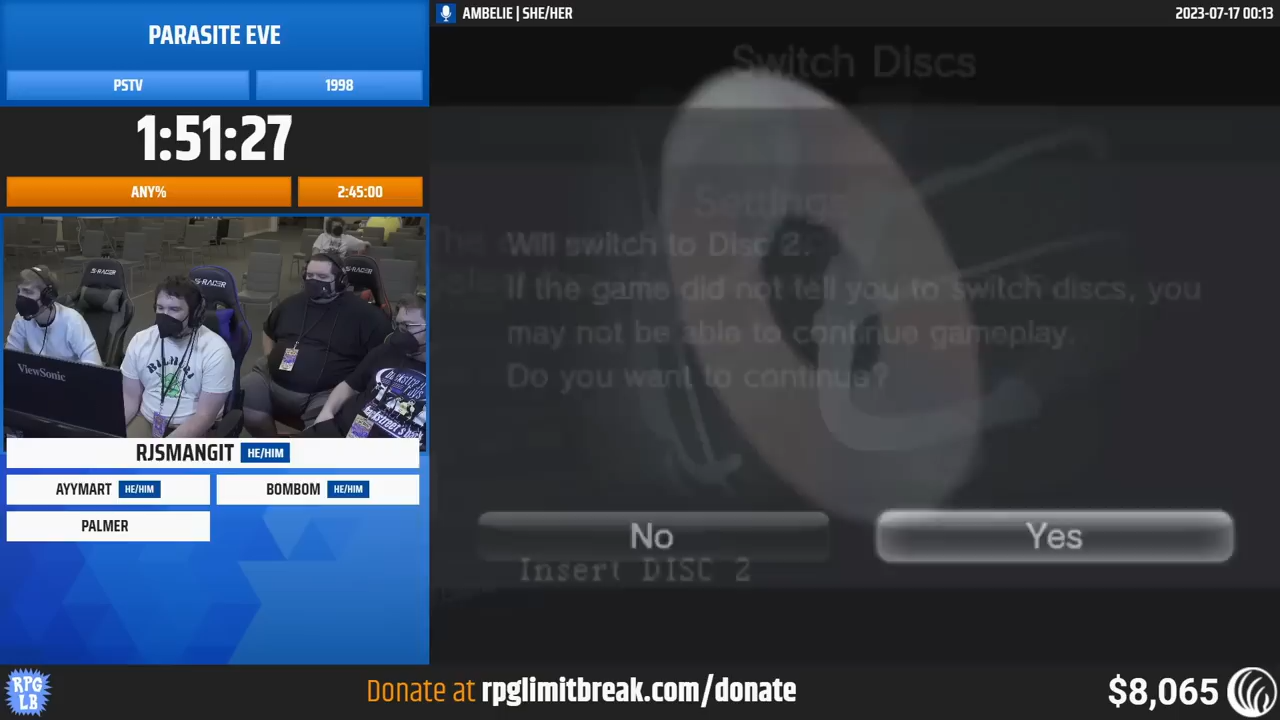 PARASITE EVE
PSTV
1998
1:51:27
ANY%
2:45:00
ViewSonic
RJSMANGIT HE/HIM
AYYMART HE/HIM
BOMBOM HE/HIM
PALMER
AMBELIE | SHE/HER
2023-07-17 00:13
Switch Discs
Settings
Will switch to Disc 2.
If the game did not tell you to switch discs, you
may not be able to continue gameplay.
Do you want to continue?
No
Yes
Insert DISC 2
RPG
LB
Donate at rpglimitbreak.com/donate
$8,065